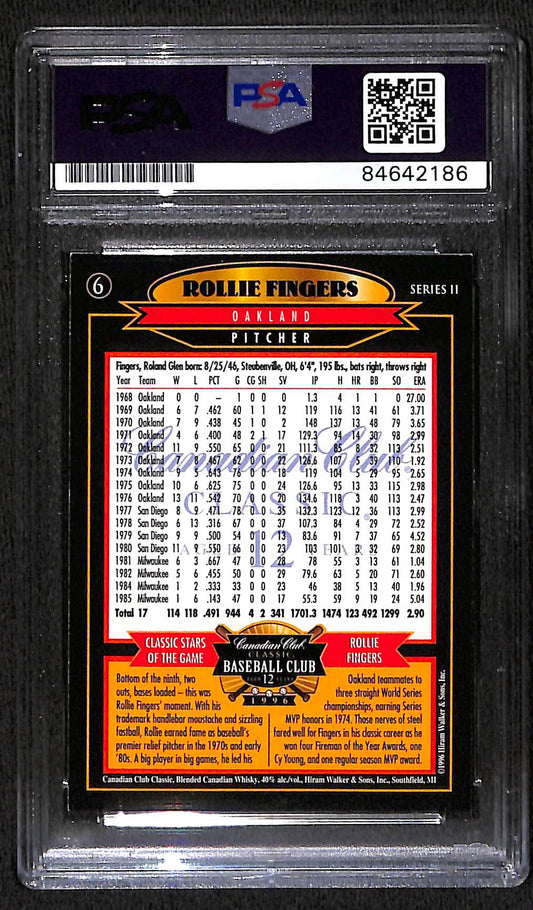 PSA PSA
84642186
6 ROLLIE FINGERS SERIES II
OAKLAND
PITCHER
Fingers, Roland Glen born: 8/25/46, Steubenville, OH, 6'4", 195 lbs., bats right, throws right
Year Team W L PCT G CG SH SV IP H HR BB SO ERA
1968 Oakland 0 0 – 1 0 0 0 1.3 4 1 1 0 27.00
1969 Oakland 6 7 .462 60 1 1 12 119 116 13 41 61 3.71
1970 Oakland 7 9 .438 45 1 0 2 148 137 13 48 79 3.65
1971 Oakland 4 6 .400 48 2 1 17 129.3 94 14 30 98 2.99
1972 Oakland 11 9 .550 65 0 0 21 111.3 8 32 113 2.51
1973 Oakland 7 8 .467 62 0 0 22 126.6 107 5 39 110 1.92
1974 Oakland 9 5 .643 76 0 0 18 119 104 5 29 95 2.65
1975 Oakland 10 6 .625 75 0 0 24 126.6 95 13 33 115 2.98
1976 Oakland 13 11 .542 70 0 0 20 134.6 118 3 40 113 2.47
1977 San Diego 8 9 .471 78 0 0 35 132.3 123 12 36 113 2.99
1978 San Diego 6 13 .316 67 0 0 37 107.3 84 4 29 72 2.52
1979 San Diego 9 9 .500 54 0 0 13 83.6 91 7 37 65 4.52
1980 San Diego 11 9 .550 66 0 0 23 103 101 3 32 69 2.80
1981 Milwaukee 6 3 .667 47 0 0 28 78 55 3 13 61 1.04
1982 Milwaukee 5 6 .455 50 0 0 29 79.6 63 5 20 71 2.60
1984 Milwaukee 1 2 .333 33 0 0 23 46 38 5 13 40 1.96
1985 Milwaukee 1 6 .143 47 0 0 17 55.3 59 9 19 24 5.04
Total 17 114 118 .491 944 4 2 341 1701.3 1474 123 492 1299 2.90
Canadian Club
CLASSIC
AGED 12 YEARS
CLASSIC STARS
OF THE GAME
Canadian Club
CLASSIC
BASEBALL CLUB
AGED 12 YEARS
1996
ROLLIE
FINGERS
Bottom of the ninth, two
outs, bases loaded – this was
Rollie Fingers' moment. With his
trademark handlebar moustache and sizzling
fastball, Rollie earned fame as baseball's
premier relief pitcher in the 1970s and early
'80s. A big player in big games, he led his
Oakland teammates to
three straight World Series
championships, earning Series
MVP honors in 1974. Those nerves of steel
fared well for Fingers in his classic career as he
won four Fireman of the Year Awards, one
Cy Young, and one regular season MVP award.
Canadian Club Classic, Blended Canadian Whisky, 40% alc./vol., Hiram Walker & Sons, Inc., Southfield, MI
©1996 Hiram Walker & Sons, Inc.